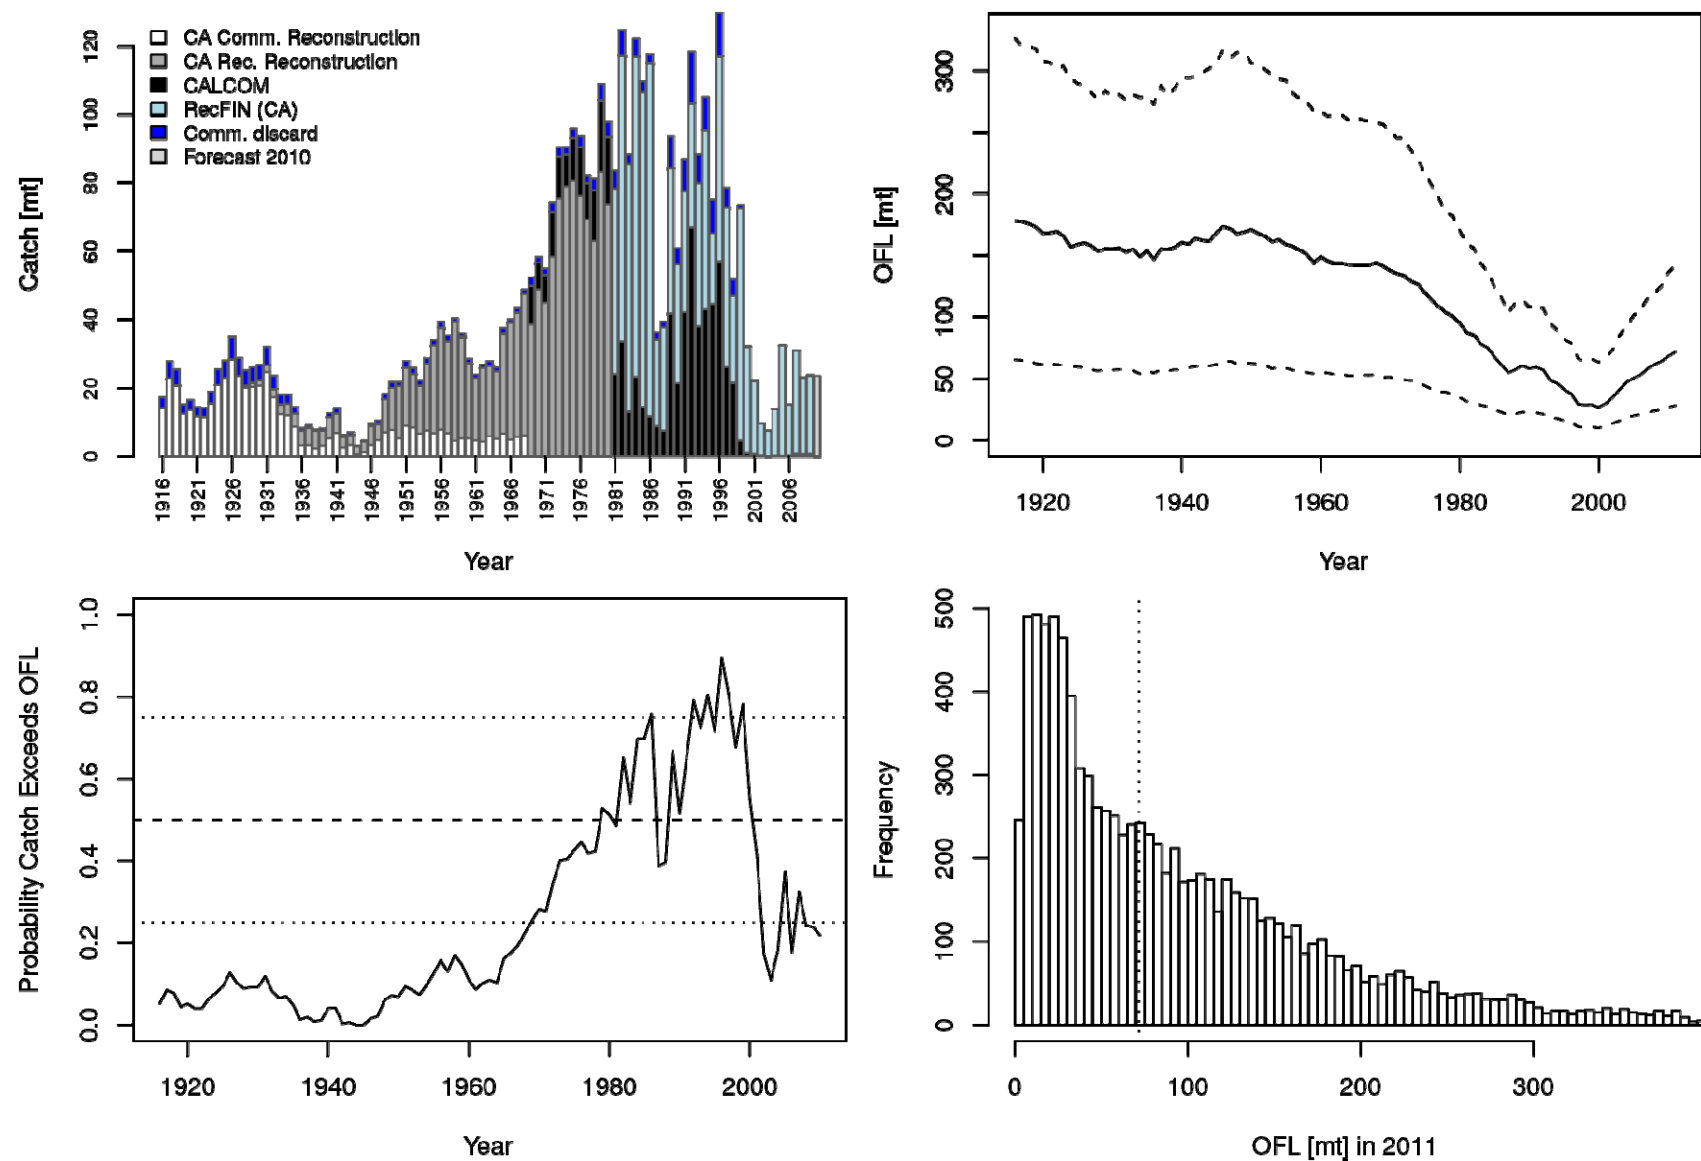 CA Comm. Reconstruction
CA Rec. Reconstruction
CALCOM
RecFIN (CA)
Comm. discard
Forecast 2010
Catch [mt]
0 20 40 60 80 100 120
1916 1921 1926 1931 1936 1941 1946 1951 1956 1961 1966 1971 1976 1981 1986 1991 1996 2001 2006
Year
OFL [mt]
0 50 100 200 300
1920 1940 1960 1980 2000
Year
Probability Catch Exceeds OFL
0.0 0.2 0.4 0.6 0.8 1.0
1920 1940 1960 1980 2000
Year
Frequency
0 100 200 300 400 500
0 100 200 300
OFL [mt] in 2011